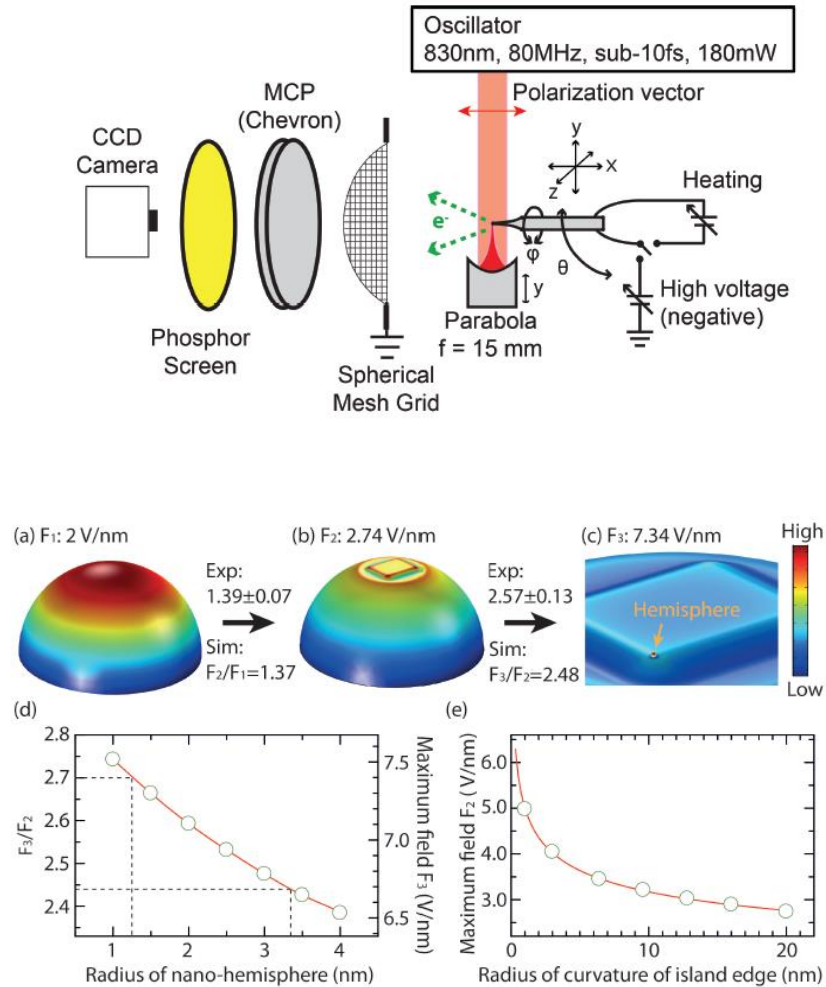 Oscillator
830nm, 80MHz, sub-10fs, 180mW
MCP
(Chevron)
Polarization vector
CCD
Camera
y
x
z
Heating
e-
φ
θ
y
High voltage
(negative)
Parabola
f = 15 mm
Phosphor
Screen
Spherical
Mesh Grid
(a) F₁: 2 V/nm
(b) F₂: 2.74 V/nm
(c) F₃: 7.34 V/nm
High
Exp:
1.39±0.07
Sim:
F₂/F₁=1.37
Exp:
2.57±0.13
Sim:
F₃/F₂=2.48
Hemisphere
Low
(d)
2.8
2.7
2.6
2.5
2.4
F₃/F₂
7.5
7.0
6.5
Maximum field F₃ (V/nm)
1 2 3 4
Radius of nano-hemisphere (nm)
(e)
6.0
5.0
4.0
3.0
Maximum field F₂ (V/nm)
0 5 10 15 20
Radius of curvature of island edge (nm)